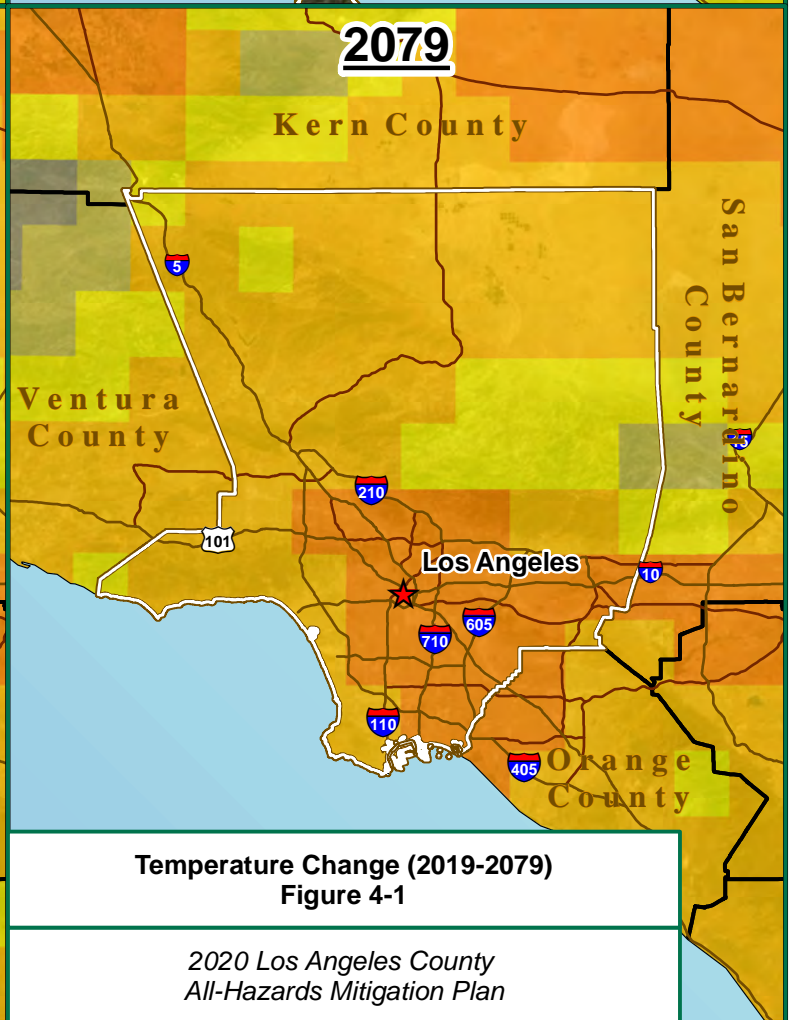 2079
Kern County
San Bernardino
County
5
Ventura
County
15
210
101
Los Angeles
10
605
710
110
405
Orange
County
Temperature Change (2019-2079)
Figure 4-1
2020 Los Angeles County
All-Hazards Mitigation Plan